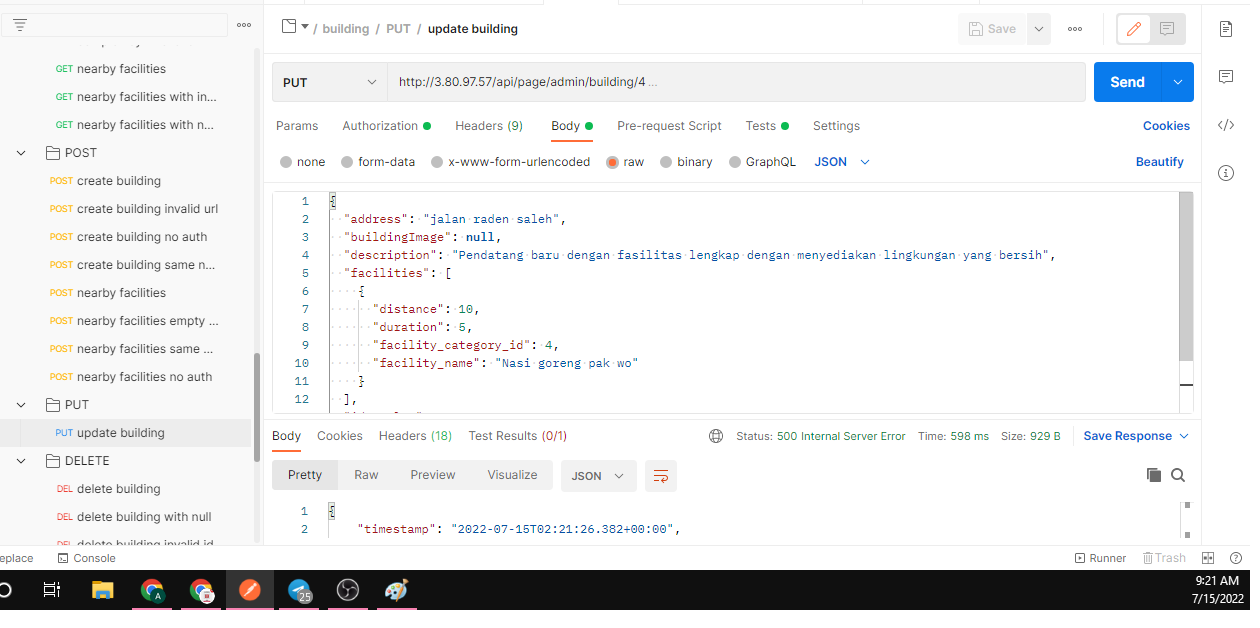 / building / PUT / update building
Save
GET nearby facilities
GET nearby facilities with in...
GET nearby facilities with n...
POST
POST create building
POST create building invalid url
POST create building no auth
POST create building same n...
POST nearby facilities
POST nearby facilities empty ...
POST nearby facilities same ...
POST nearby facilities no auth
PUT
PUT update building
DELETE
DEL delete building
DEL delete building with null
DEL delete building invalid id
PUT
http://3.80.97.57/api/page/admin/building/4 ...
Send
Params Authorization Headers (9) Body Pre-request Script Tests Settings Cookies
none form-data x-www-form-urlencoded raw binary GraphQL JSON Beautify
1 {
2 "address": "jalan raden saleh",
3 "buildingImage": null,
4 "description": "Pendatang baru dengan fasilitas lengkap dengan menyediakan lingkungan yang bersih",
5 "facilities": [
6 {
7 "distance": 10,
8 "duration": 5,
9 "facility_category_id": 4,
10 "facility_name": "Nasi goreng pak wo"
11 }
12 ],
Body Cookies Headers (18) Test Results (0/1) Status: 500 Internal Server Error Time: 598 ms Size: 929 B Save Response
Pretty Raw Preview Visualize JSON
1 {
2 "timestamp": "2022-07-15T02:21:26.382+00:00",
eplace Console Runner Trash
A
25
9:21 AM
7/15/2022